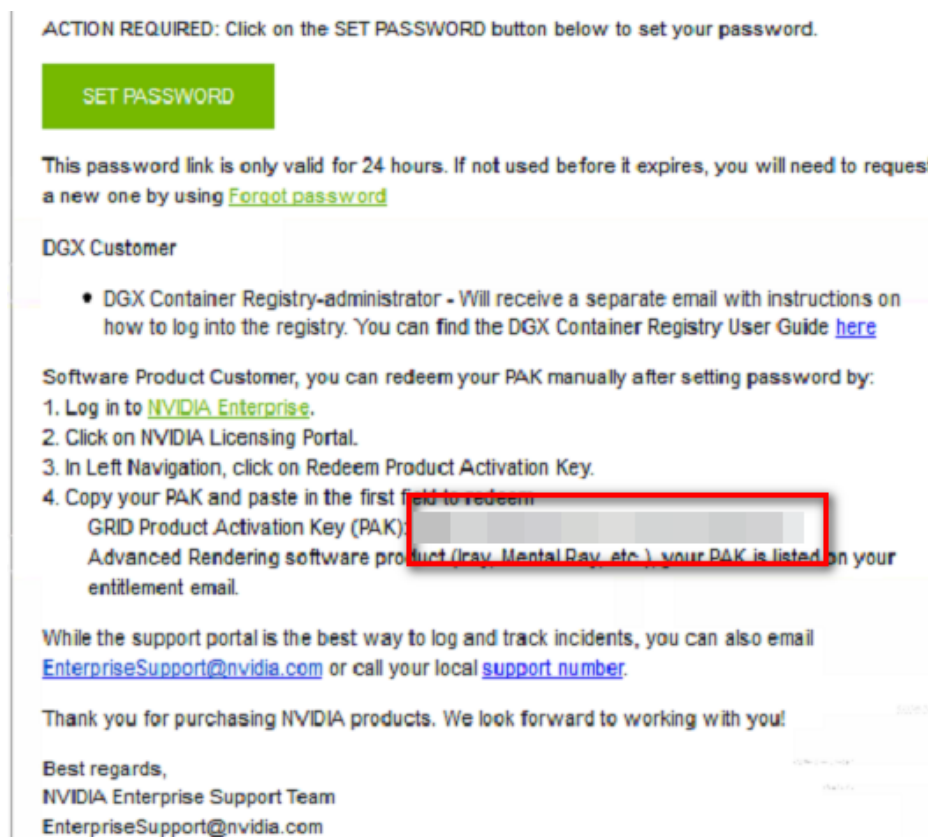 ACTION REQUIRED: Click on the SET PASSWORD button below to set your password.
SET PASSWORD
This password link is only valid for 24 hours. If not used before it expires, you will need to request
a new one by using Forgot password
DGX Customer
• DGX Container Registry-administrator - Will receive a separate email with instructions on
how to log into the registry. You can find the DGX Container Registry User Guide here
Software Product Customer, you can redeem your PAK manually after setting password by:
1. Log in to NVIDIA Enterprise.
2. Click on NVIDIA Licensing Portal.
3. In Left Navigation, click on Redeem Product Activation Key.
4. Copy your PAK and paste in the first field to redeem
GRID Product Activation Key (PAK):
Advanced Rendering software product (Iray, Mental Ray, etc.), your PAK is listed on your
entitlement email.
While the support portal is the best way to log and track incidents, you can also email
EnterpriseSupport@nvidia.com or call your local support number.
Thank you for purchasing NVIDIA products. We look forward to working with you!
Best regards,
NVIDIA Enterprise Support Team
EnterpriseSupport@nvidia.com